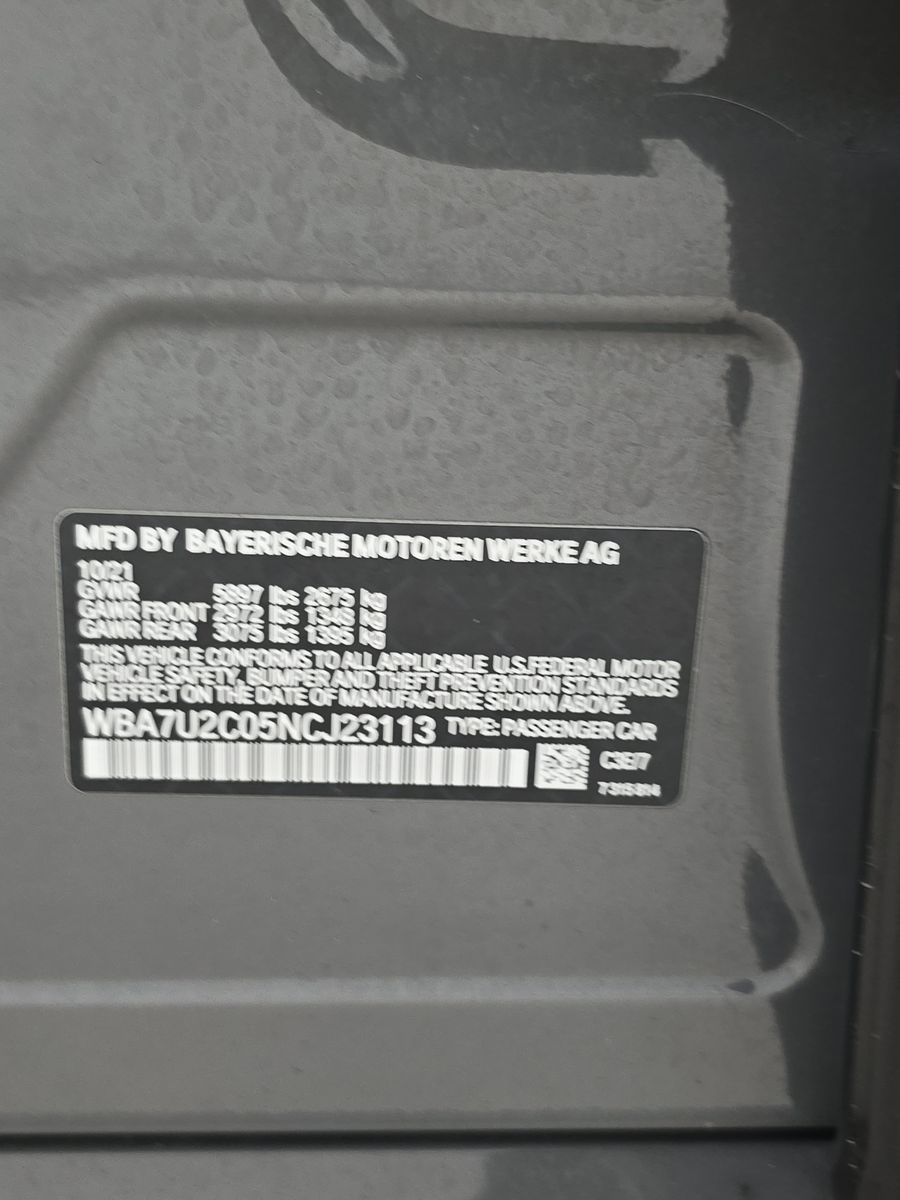 MFD BY BAYERISCHE MOTOREN WERKE AG
10/21
GVWR 5897 lbs 2675 kg
GAWR FRONT 2972 lbs 1348 kg
GAWR REAR 3075 lbs 1395 kg
THIS VEHICLE CONFORMS TO ALL APPLICABLE U.S.FEDERAL MOTOR
VEHICLE SAFETY, BUMPER AND THEFT PREVENTION STANDARDS
IN EFFECT ON THE DATE OF MANUFACTURE SHOWN ABOVE.
WBA7U2C05NCJ23113 TYPE: PASSENGER CAR
C3E/7